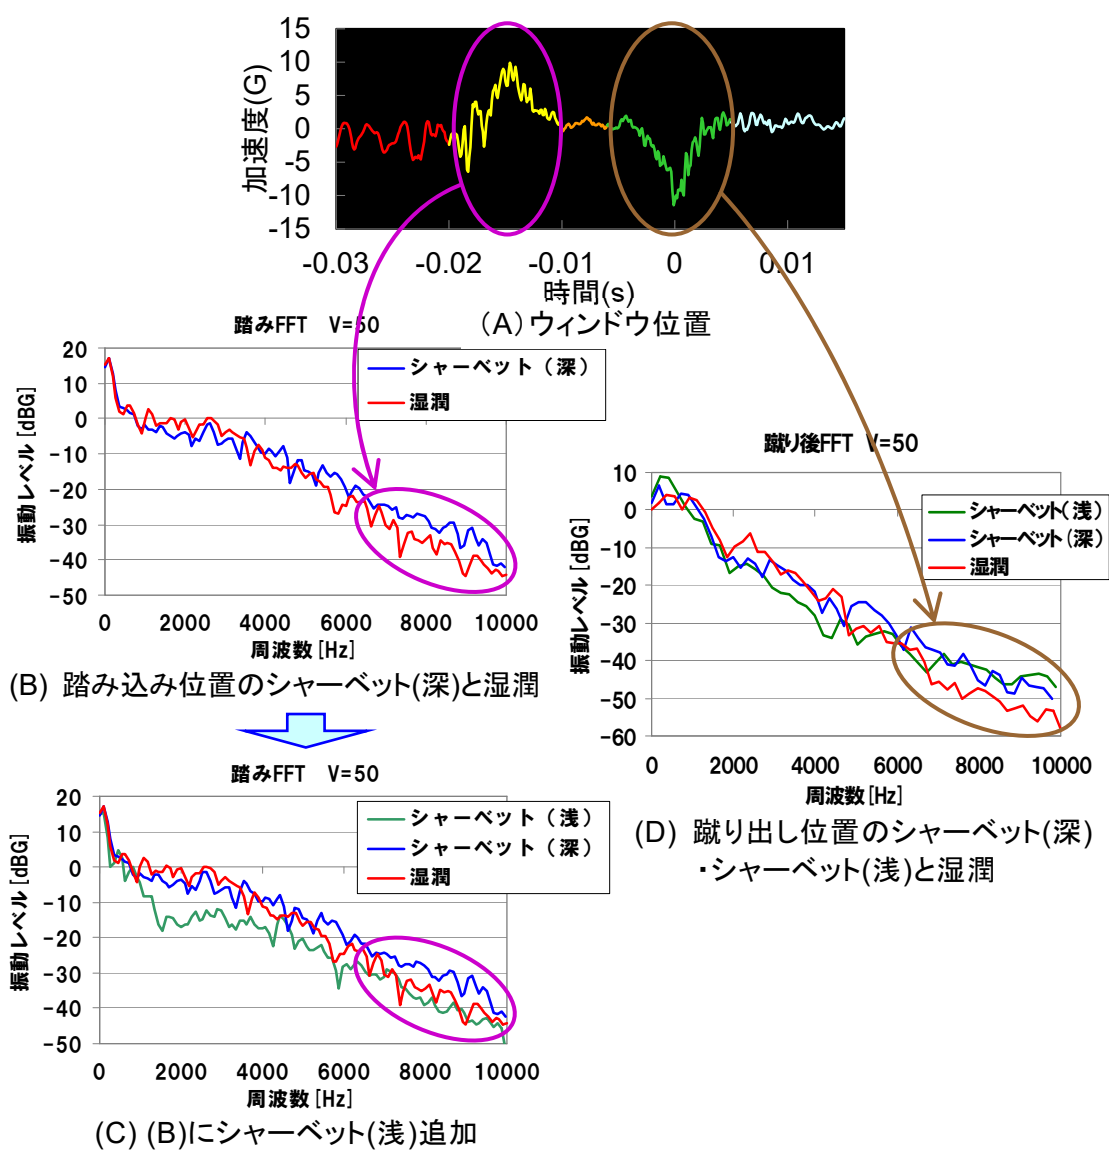 15
10
5
0
-5
-10
-15
加速度(G)
-0.03 -0.02 -0.01 0 0.01
時間(s)
(A)ウィンドウ位置
踏みFFT V=50
シャーベット(深)
湿潤
20
10
0
-10
-20
-30
-40
-50
振動レベル[dBG]
0 2000 4000 6000 8000 10000
周波数[Hz]
(B) 踏み込み位置のシャーベット(深)と湿潤
蹴り後FFT V=50
シャーベット(浅)
シャーベット(深)
湿潤
10
0
-10
-20
-30
-40
-50
-60
振動レベル[dBG]
0 2000 4000 6000 8000 10000
周波数[Hz]
(D) 蹴り出し位置のシャーベット(深)
・シャーベット(浅)と湿潤
踏みFFT V=50
シャーベット(浅)
シャーベット(深)
湿潤
20
10
0
-10
-20
-30
-40
-50
振動レベル[dBG]
0 2000 4000 6000 8000 10000
周波数[Hz]
(C) (B)にシャーベット(浅)追加